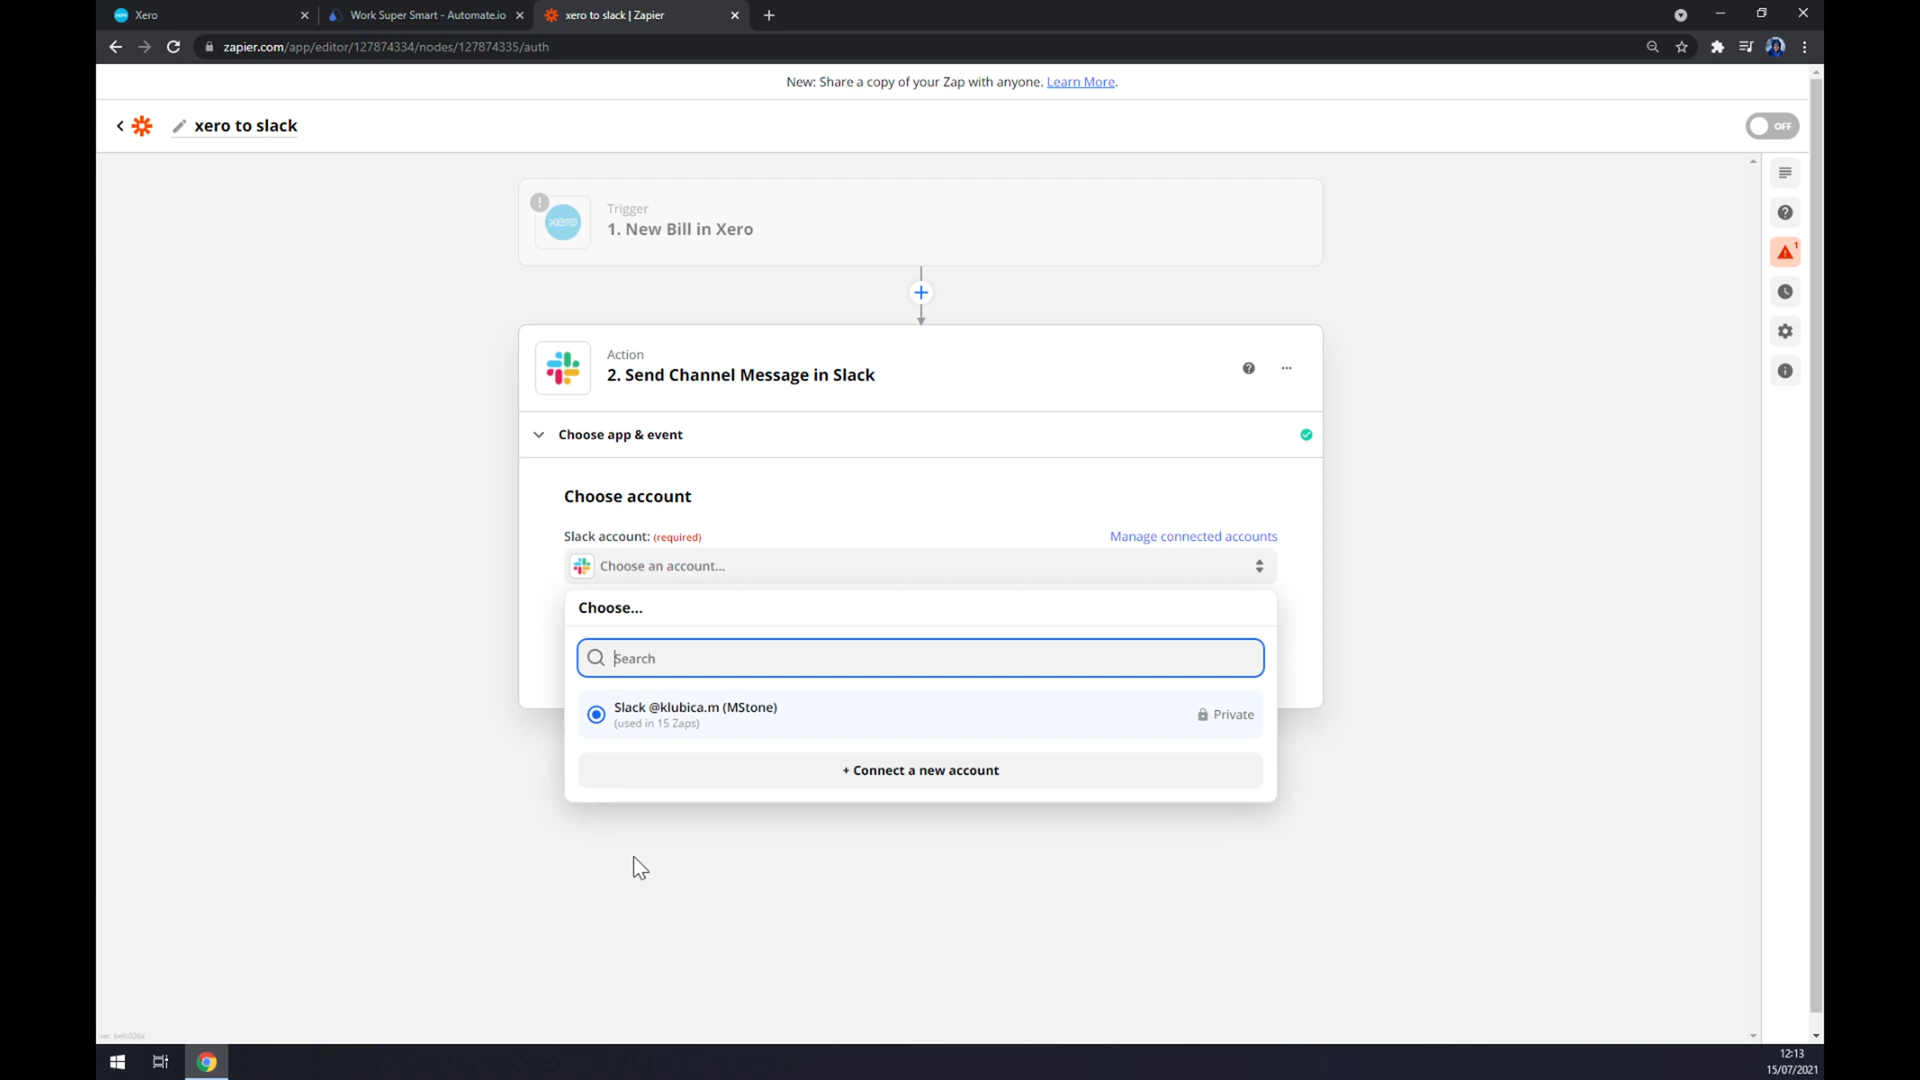 Xero
Work Super Smart - Automate.io
xero to slack | Zapier
zapier.com/app/editor/127874334/nodes/127874335/auth
New: Share a copy of your Zap with anyone. Learn More.
xero to slack
OFF
Trigger
xero
1. New Bill in Xero
1
Action
2. Send Channel Message in Slack
Choose app & event
Choose account
Slack account: (required)
Manage connected accounts
Choose an account...
Choose...
Search
Slack @klubica.m (MStone)
(used in 15 Zaps)
Private
+ Connect a new account
12:13
15/07/2021